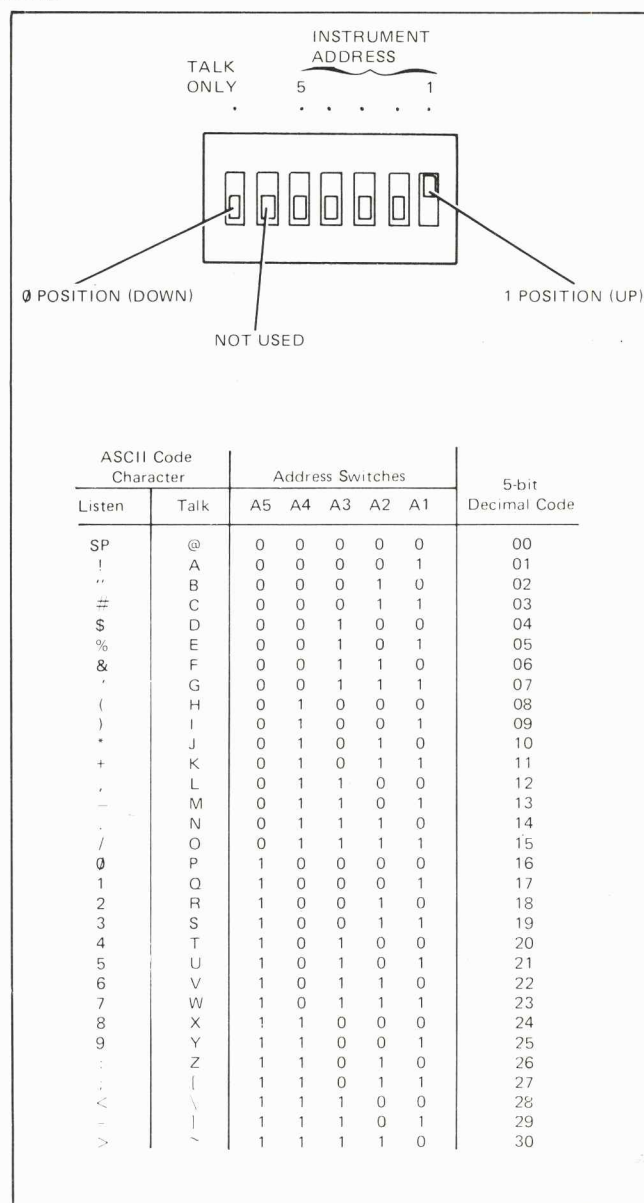 INSTRUMENT
ADDRESS
TALK
ONLY 5 1
0 POSITION (DOWN) 1 POSITION (UP)
NOT USED
ASCII Code
Character Address Switches 5-bit
Listen Talk A5 A4 A3 A2 A1 Decimal Code
SP @ 0 0 0 0 0 00
! A 0 0 0 0 1 01
" B 0 0 0 1 0 02
# C 0 0 0 1 1 03
$ D 0 0 1 0 0 04
% E 0 0 1 0 1 05
& F 0 0 1 1 0 06
' G 0 0 1 1 1 07
( H 0 1 0 0 0 08
) I 0 1 0 0 1 09
* J 0 1 0 1 0 10
+ K 0 1 0 1 1 11
, L 0 1 1 0 0 12
– M 0 1 1 0 1 13
. N 0 1 1 1 0 14
/ O 0 1 1 1 1 15
0 P 1 0 0 0 0 16
1 Q 1 0 0 0 1 17
2 R 1 0 0 1 0 18
3 S 1 0 0 1 1 19
4 T 1 0 1 0 0 20
5 U 1 0 1 0 1 21
6 V 1 0 1 1 0 22
7 W 1 0 1 1 1 23
8 X 1 1 0 0 0 24
9 Y 1 1 0 0 1 25
: Z 1 1 0 1 0 26
; [ 1 1 0 1 1 27
< \ 1 1 1 0 0 28
1 1 1 0 1 29
> 1 1 1 1 0 30